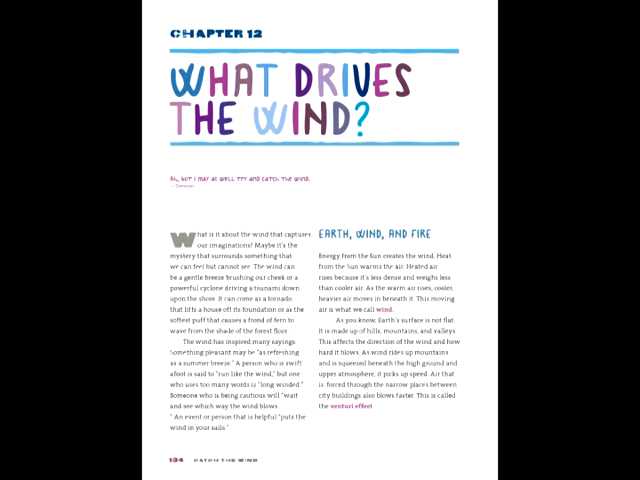 CHAPTER 12
WHAT DRIVES
THE WIND?
Ah, but I may as well try and catch the wind.
— Donovan
What is it about the wind that captures
our imaginations? Maybe it's the
mystery that surrounds something that
we can feel but cannot see. The wind can
be a gentle breeze brushing our cheek or a
powerful cyclone driving a tsunami down
upon the shore. It can come as a tornado
that lifts a house off its foundation or as the
softest puff that causes a frond of fern to
wave from the shade of the forest floor.
The wind has inspired many sayings.
Something pleasant may be "as refreshing
as a summer breeze." A person who is swift
afoot is said to "run like the wind," but one
who uses too many words is "long winded."
Someone who is being cautious will "wait
and see which way the wind blows.
" An event or person that is helpful "puts the
wind in your sails."
EARTH, WIND, AND FIRE
Energy from the Sun creates the wind. Heat
from the Sun warms the air. Heated air
rises because it's less dense and weighs less
than cooler air. As the warm air rises, cooler,
heavier air moves in beneath it. This moving
air is what we call wind.
As you know, Earth's surface is not flat.
It is made up of hills, mountains, and valleys.
This affects the direction of the wind and how
hard it blows. As wind rides up mountains
and is squeezed beneath the high ground and
upper atmosphere, it picks up speed. Air that
is forced through the narrow places between
city buildings also blows faster. This is called
the venturi effect
134 CATCH THE WIND